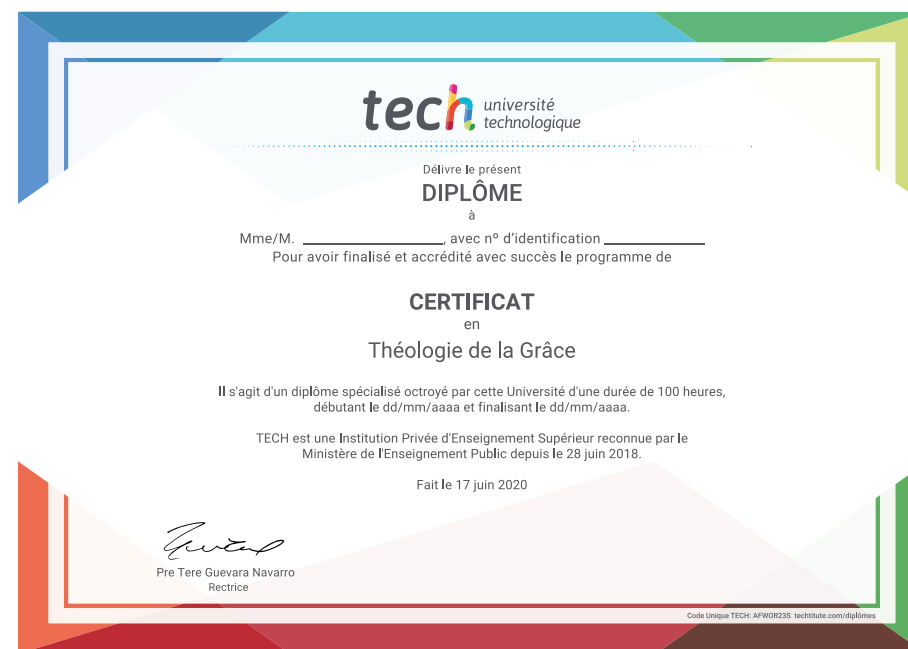 tech université
technologique
Délivre le présent
DIPLÔME
à
Mme/M. ____________________, avec nº d'identification ______________
Pour avoir finalisé et accrédité avec succès le programme de
CERTIFICAT
en
Théologie de la Grâce
Il s'agit d'un diplôme spécialisé octroyé par cette Université d'une durée de 100 heures,
débutant le dd/mm/aaaa et finalisant le dd/mm/aaaa.
TECH est une Institution Privée d'Enseignement Supérieur reconnue par le
Ministère de l'Enseignement Public depuis le 28 juin 2018.
Fait le 17 juin 2020
Pre Tere Guevara Navarro
Rectrice
Code Unique TECH: AFWOR23S techtitute.com/diplômes